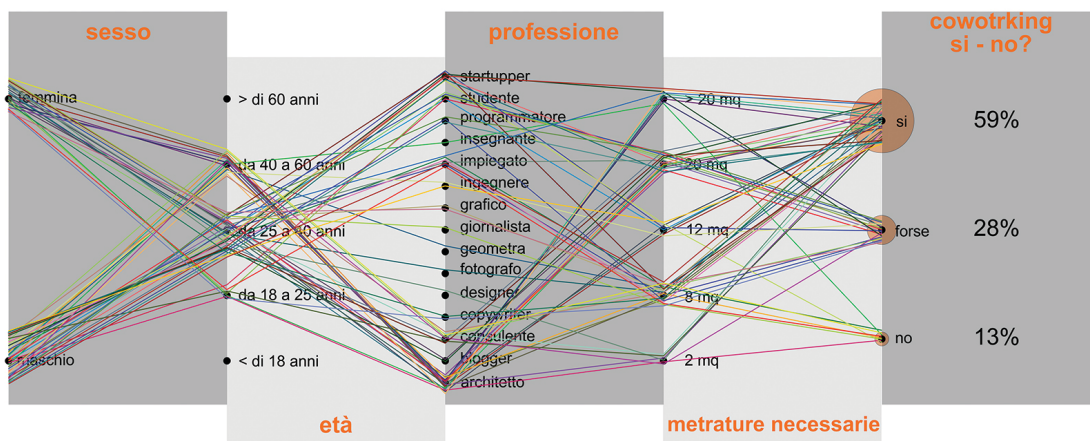 sesso
femmina
maschio
> di 60 anni
da 40 a 60 anni
da 25 a 40 anni
da 18 a 25 anni
< di 18 anni
età
professione
startupper
studente
programmatore
insegnante
impiegato
ingegnere
grafico
giornalista
geometra
fotografo
designer
copywriter
consulente
blogger
architetto
> 20 mq
20 mq
12 mq
8 mq
2 mq
metrature necessarie
cowotrking
si - no?
si
59%
forse
28%
no
13%